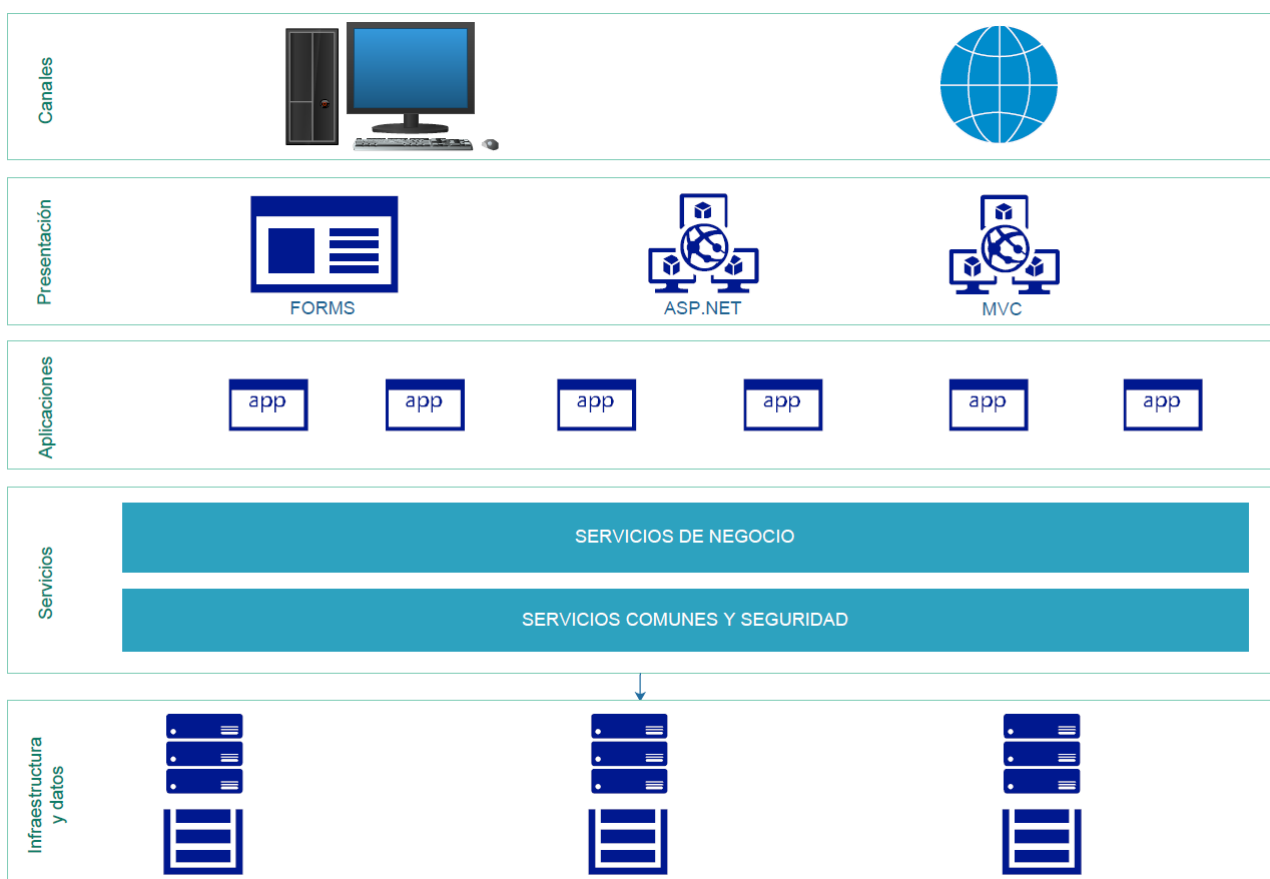 Canales
Presentación
FORMS
ASP.NET
MVC
Aplicaciones
app
app
app
app
app
app
Servicios
SERVICIOS DE NEGOCIO
SERVICIOS COMUNES Y SEGURIDAD
Infraestructura
y datos